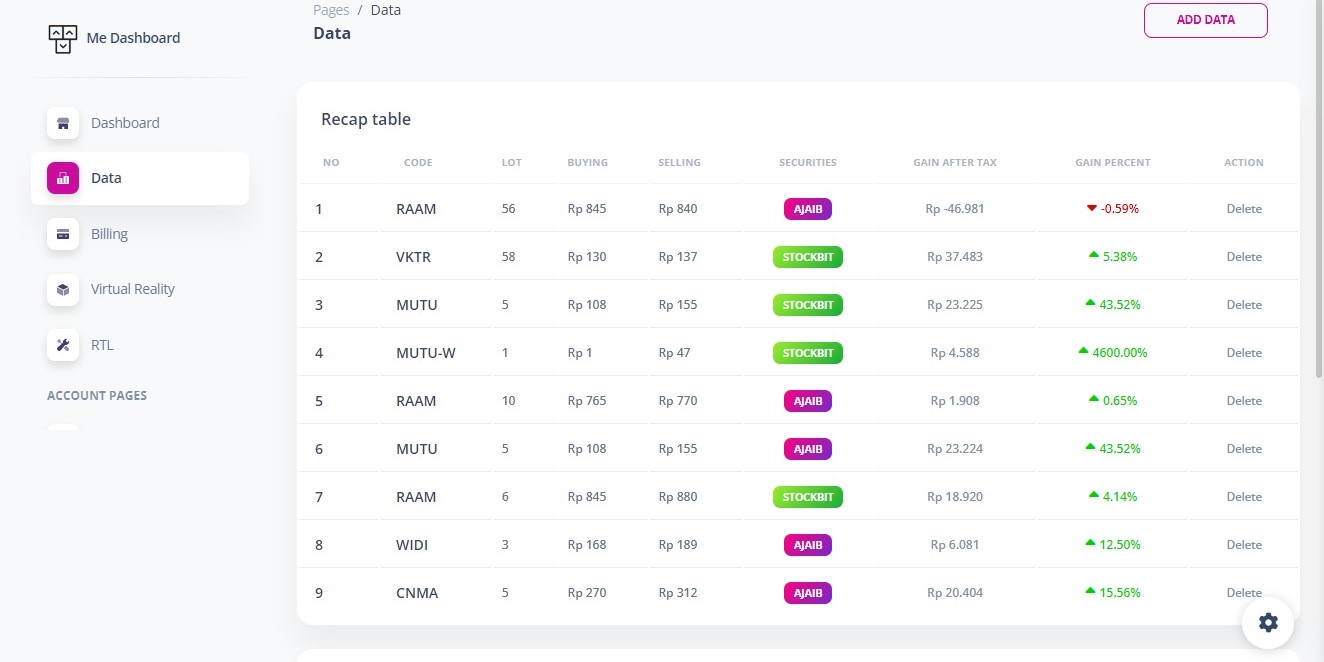 Me Dashboard
Dashboard
Data
Billing
Virtual Reality
RTL
ACCOUNT PAGES
Pages / Data
Data
ADD DATA
Recap table
NO CODE LOT BUYING SELLING SECURITIES GAIN AFTER TAX GAIN PERCENT ACTION
1 RAAM 56 Rp 845 Rp 840 AJAIB Rp -46.981 -0.59% Delete
2 VKTR 58 Rp 130 Rp 137 STOCKBIT Rp 37.483 5.38% Delete
3 MUTU 5 Rp 108 Rp 155 STOCKBIT Rp 23.225 43.52% Delete
4 MUTU-W 1 Rp 1 Rp 47 STOCKBIT Rp 4.588 4600.00% Delete
5 RAAM 10 Rp 765 Rp 770 AJAIB Rp 1.908 0.65% Delete
6 MUTU 5 Rp 108 Rp 155 AJAIB Rp 23.224 43.52% Delete
7 RAAM 6 Rp 845 Rp 880 STOCKBIT Rp 18.920 4.14% Delete
8 WIDI 3 Rp 168 Rp 189 AJAIB Rp 6.081 12.50% Delete
9 CNMA 5 Rp 270 Rp 312 AJAIB Rp 20.404 15.56% Delete